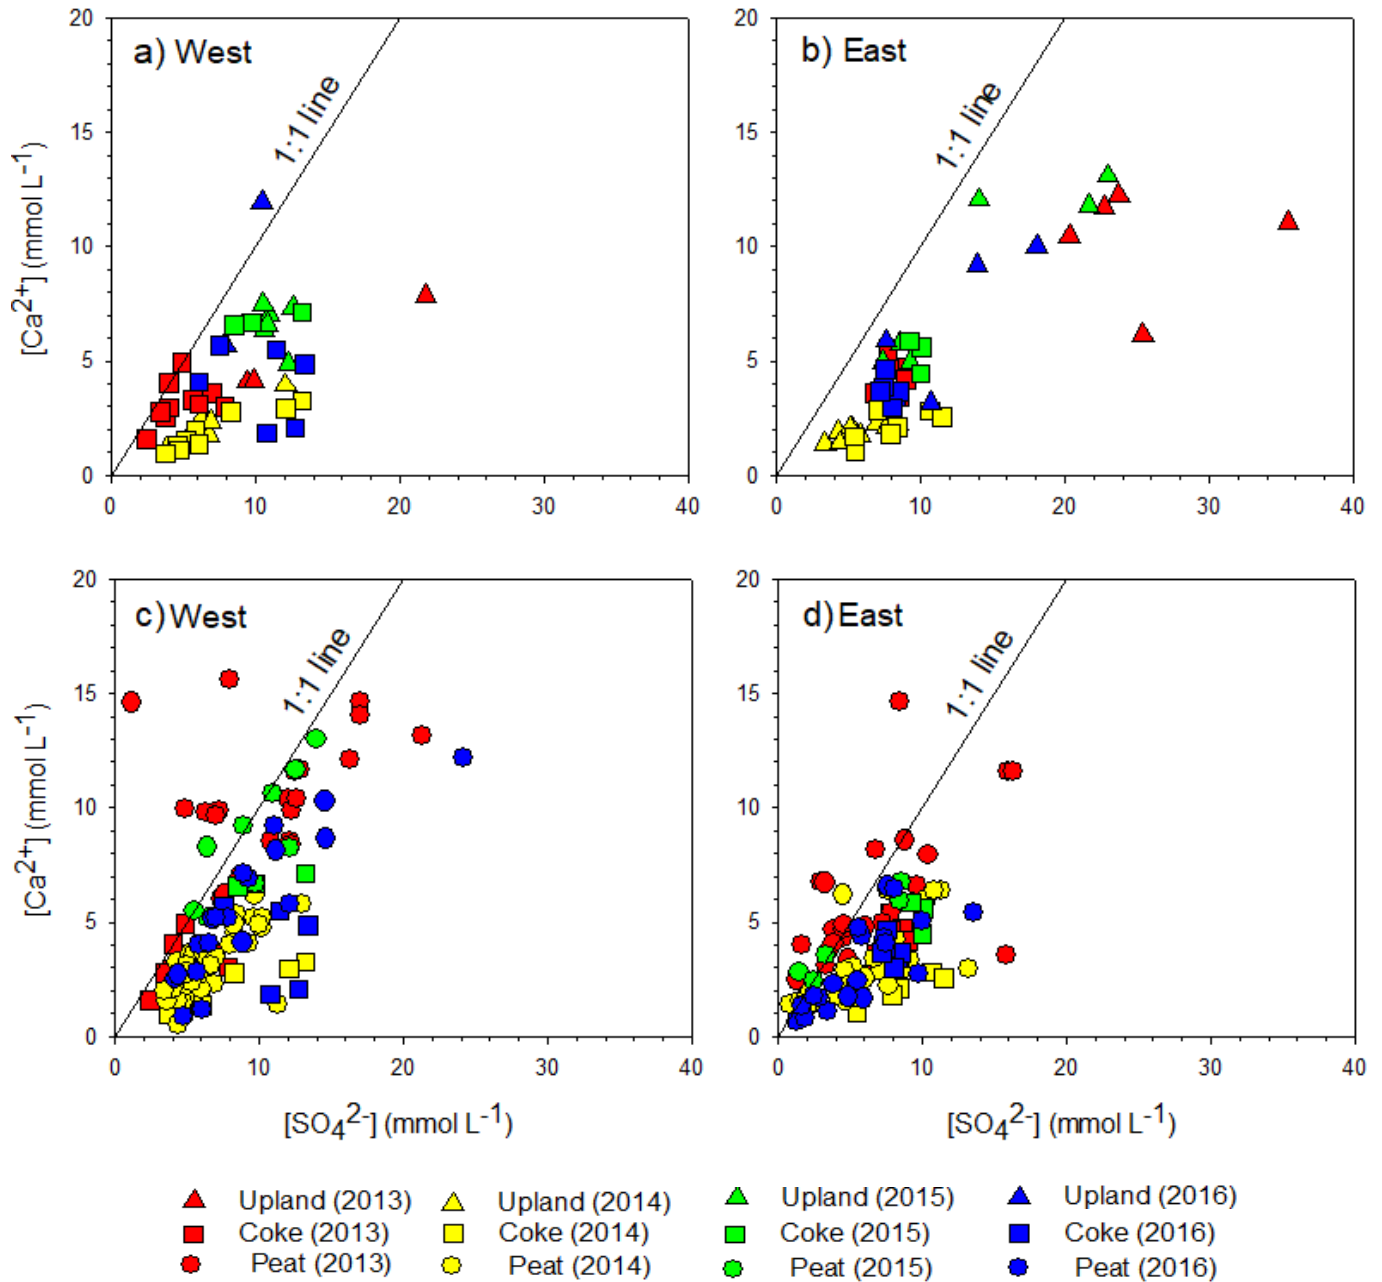 a) West
1:1 line
[Ca2+] (mmol L-1)
20
15
10
5
0
0 10 20 30 40
b) East
1:1 line
20
15
10
5
0
0 10 20 30 40
c) West
1:1 line
[Ca2+] (mmol L-1)
20
15
10
5
0
0 10 20 30 40
[SO42-] (mmol L-1)
d) East
1:1 line
20
15
10
5
0
0 10 20 30 40
[SO42-] (mmol L-1)
Upland (2013) Upland (2014) Upland (2015) Upland (2016)
Coke (2013) Coke (2014) Coke (2015) Coke (2016)
Peat (2013) Peat (2014) Peat (2015) Peat (2016)